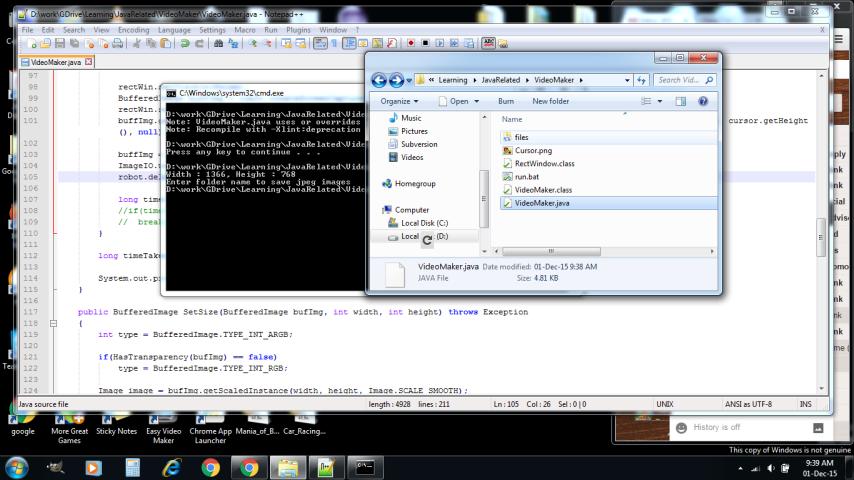 D:\work\GDrive\Learning\JavaRelated\VideoMaker\VideoMaker.java - Notepad++
File Edit Search View Encoding Language Settings Macro Run Plugins Window ?
X
VideoMaker.java
97
98 rectWin.
99 Buffered
100 rectWin.s
101 bufImg.g cursor.getHeight
(), null)
102
103 bufImg =
104 ImageIO.
105 robot.de
106
107 long time
108 //if(time
109 // break
110 }
111
112 long timeTake
113
114 System.out.p
115 }
116
117 public BufferedImage SetSize(BufferedImage bufImg, int width, int height) throws Exception
118 {
119 int type = BufferedImage.TYPE_INT_ARGB;
120
121 if(HasTransparency(bufImg) == false)
122 type = BufferedImage.TYPE_INT_RGB;
123
124 Image image = bufImg.getScaledInstance(width, height, Image.SCALE_SMOOTH);
Java source file length : 4928 lines : 211 Ln : 105 Col : 26 Sel : 0 | 0 UNIX ANSI as UTF-8 INS
C:\Windows\system32\cmd.exe
D:\work\GDrive\Learning\JavaRelated\Vide
Note: VideoMaker.java uses or overrides
Note: Recompile with -Xlint:deprecation
D:\work\GDrive\Learning\JavaRelated\Vide
Press any key to continue . . .
D:\work\GDrive\Learning\JavaRelated\Vide
Width : 1366, Height : 768
Enter folder name to save jpeg images
D:\work\GDrive\Learning\JavaRelated\Vide
« Learning JavaRelated VideoMaker Search Vid...
Organize Open Burn New folder
Music
Pictures
Subversion
Videos
Homegroup
Computer
Local Disk (C:)
Local (D:)
Name
files
Cursor.png
RectWindow.class
run.bat
VideoMaker.class
VideoMaker.java
VideoMaker.java Date modified: 01-Dec-15 9:38 AM
JAVA File Size: 4.81 KB
google
More Great Games
Sticky Notes
Easy Video Maker
Chrome App Launcher
Mania_of_B...
Car_Racing...
History is off
This copy of Windows is not genuine
9:39 AM
01-Dec-15